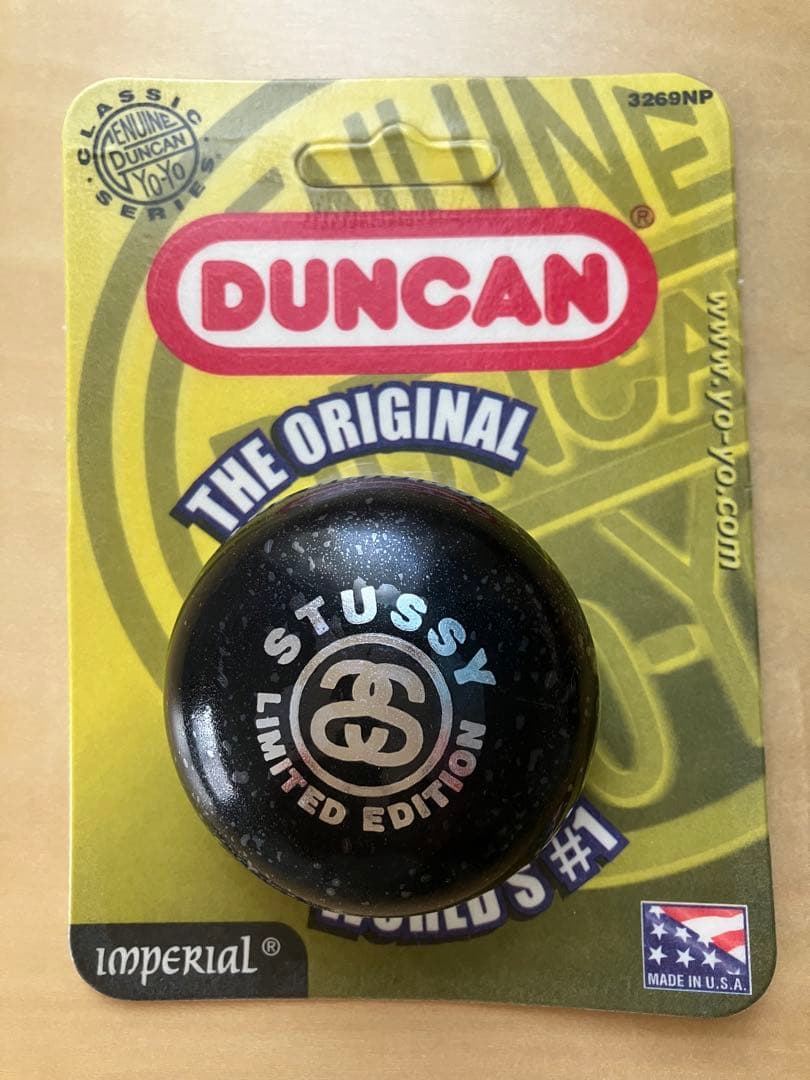 CLASSIC
GENUINE
DUNCAN
YO-YO
SERIES
3269NP
DUNCAN®
www.yo-yo.com
THE ORIGINAL
STUSSY
LIMITED EDITION
WORLD'S #1
IMPERIAL®
MADE IN U.S.A.